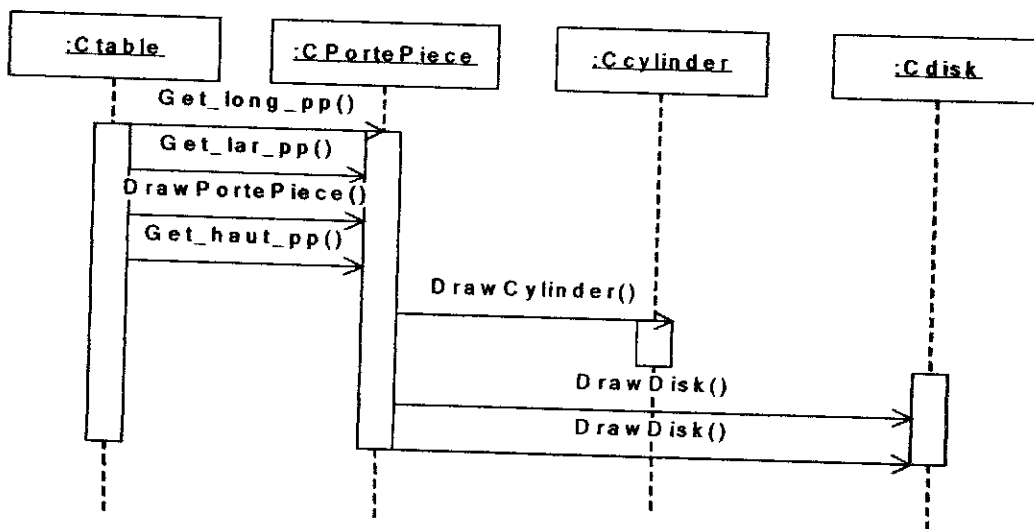 :Ctable
:CPortePiece
:Ccylinder
:Cdisk
Get_long_pp()
Get_lar_pp()
DrawPortePiece()
Get_haut_pp()
DrawCylinder()
DrawDisk()
DrawDisk()